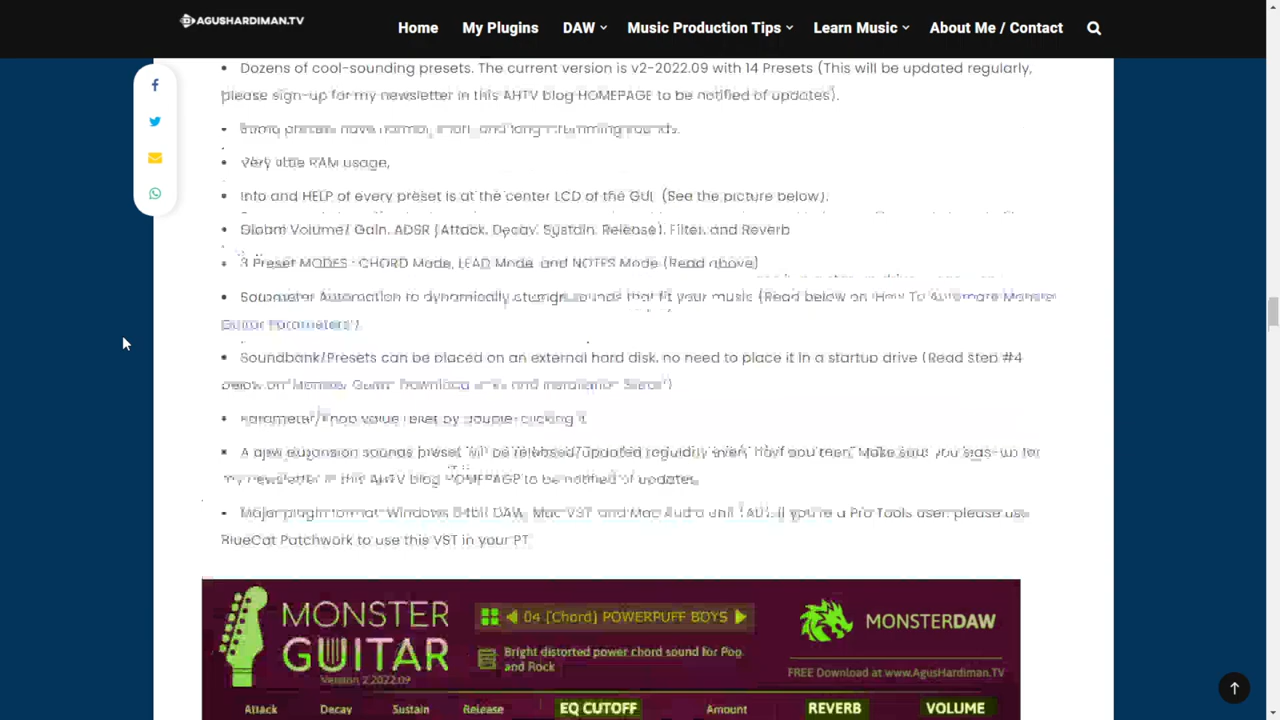 AGUSHARDIMAN.TV
Home My Plugins DAW Music Production Tips Learn Music About Me / Contact
Dozens of cool-sounding presets. The current version is v2-2022.09 with 14 Presets (This will be updated regularly,
please sign-up for my newsletter in this AHTV blog HOMEPAGE to be notified of updates).
Some presets have normal, short, and long strumming sounds.
Very little RAM usage,
Info and HELP of every preset is at the center LCD of the GUI. (See the picture below).
Global Volume/ Gain. ADSR (Attack. Decay. Sustain. Release). Filter, and Reverb
3 Preset MODES : CHORD Mode, LEAD Mode, and NOTES Mode (Read above)
Automation to dynamically change sounds that fit your music (Read below on 'How To Automate Monster
Guitar Parameters').
Soundbank/Presets can be placed on an external hard disk. no need to place it in a startup drive (Read Step #4
below on 'Monster Guitar Download and Installation
Parameter/Knob value reset by double-clicking it
A new expansion sounds preset will be released/updated regularly every Make sure you sign-up for
my newsletter in this AHTV blog HOMEPAGE to be notified of updates.
Major plugin format Windows 64bit DAW, Mac VST and Mac Audio Unit (AU). If you're a Pro Tools user, please use
BlueCat Patchwork to use this VST in your PT
MONSTER
GUITAR
Version 2.2022.09
04 [Chord] POWERPUFF BOYS
Bright distorted power chord sound for Pop
and Rock
MONSTERDAW
FREE Download at www.AgusHardiman.TV
Attack Decay Sustain Release EQ CUTOFF Amount REVERB VOLUME